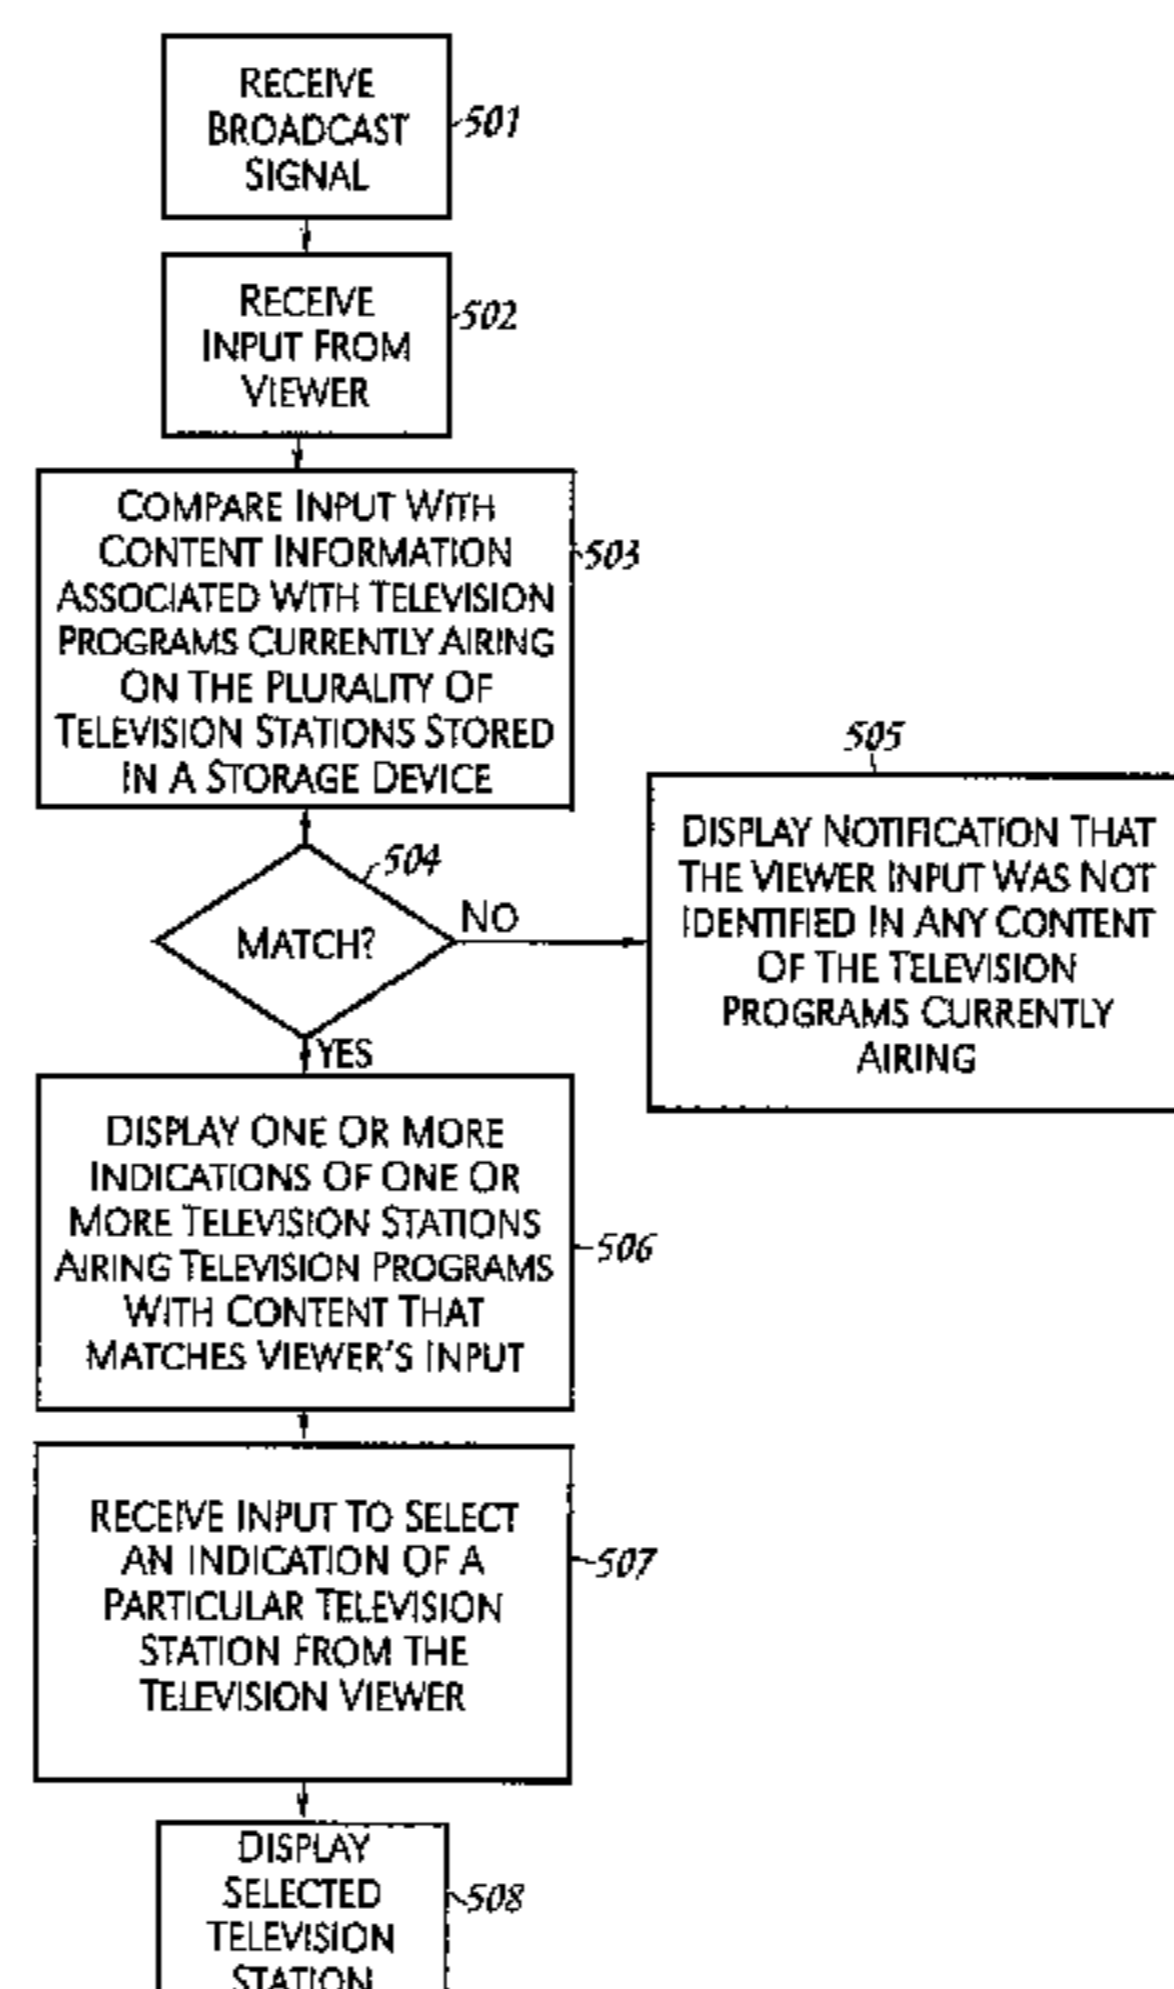 RECEIVE
BROADCAST
SIGNAL
501
RECEIVE
INPUT FROM
VIEWER
502
COMPARE INPUT WITH
CONTENT INFORMATION
ASSOCIATED WITH TELEVISION
PROGRAMS CURRENTLY AIRING
ON THE PLURALITY OF
TELEVISION STATIONS STORED
IN A STORAGE DEVICE
503
MATCH?
504
NO
505
DISPLAY NOTIFICATION THAT
THE VIEWER INPUT WAS NOT
IDENTIFIED IN ANY CONTENT
OF THE TELEVISION
PROGRAMS CURRENTLY
AIRING
YES
DISPLAY ONE OR MORE
INDICATIONS OF ONE OR
MORE TELEVISION STATIONS
AIRING TELEVISION PROGRAMS
WITH CONTENT THAT
MATCHES VIEWER'S INPUT
506
RECEIVE INPUT TO SELECT
AN INDICATION OF A
PARTICULAR TELEVISION
STATION FROM THE
TELEVISION VIEWER
507
DISPLAY
SELECTED
TELEVISION
STATION
508